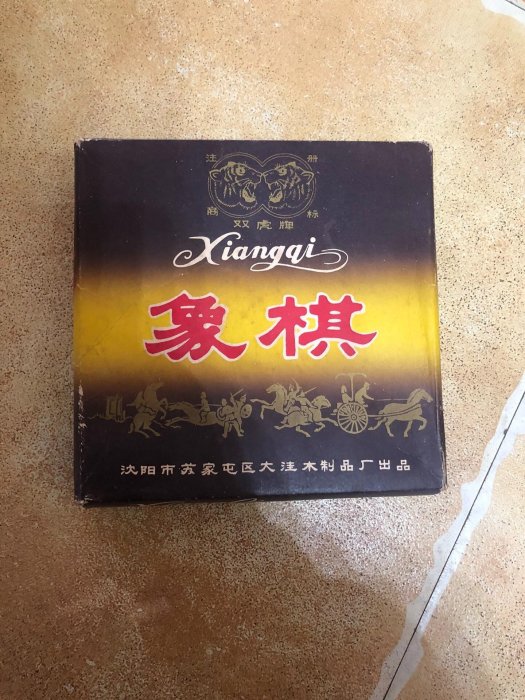 注 册
商 标
双虎牌
Xiangqi
象棋
沈阳市苏家屯区大洼木制品厂出品